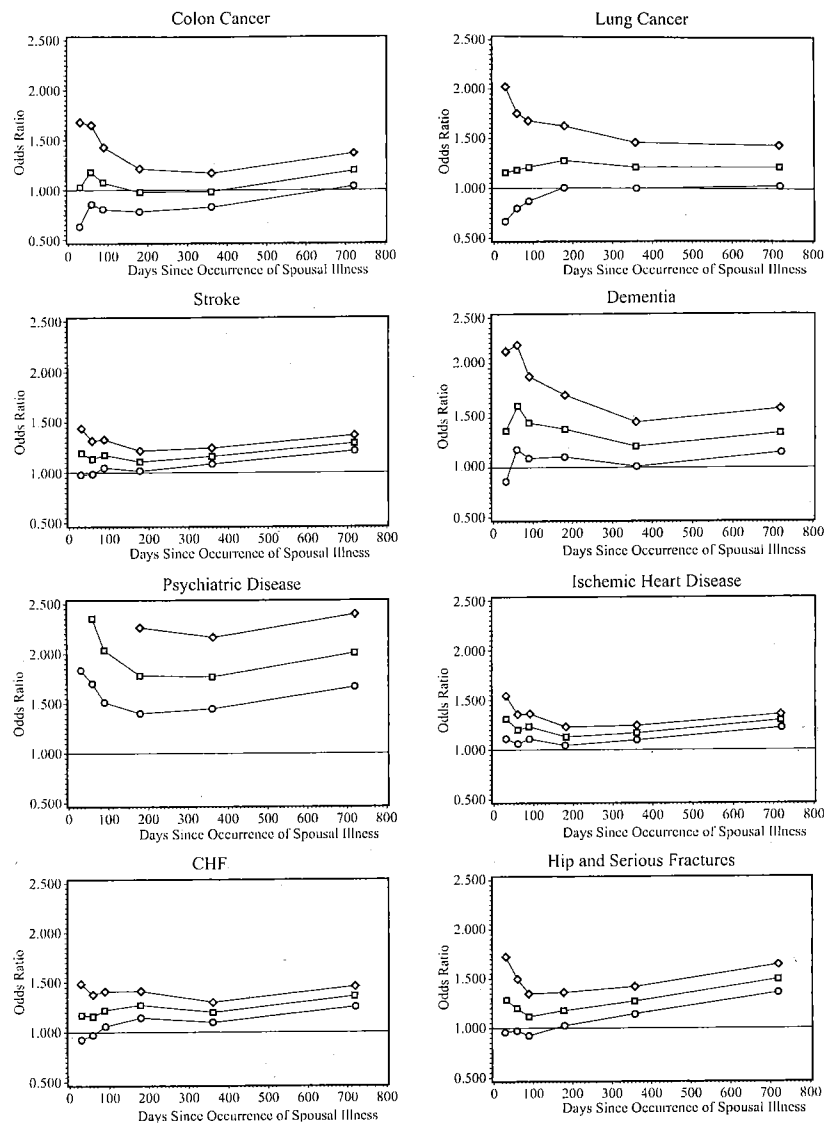 Colon Cancer
2.500
2.000
1.500
1.000
0.500
Odds Ratio
0 100 200 300 400 500 600 700 800
Days Since Occurrence of Spousal Illness
Lung Cancer
2.500
2.000
1.500
1.000
0.500
Odds Ratio
0 100 200 300 400 500 600 700 800
Days Since Occurrence of Spousal Illness
Stroke
2.500
2.000
1.500
1.000
0.500
Odds Ratio
0 100 200 300 400 500 600 700 800
Days Since Occurrence of Spousal Illness
Dementia
2.500
2.000
1.500
1.000
0.500
Odds Ratio
0 100 200 300 400 500 600 700 800
Days Since Occurrence of Spousal Illness
Psychiatric Disease
2.500
2.000
1.500
1.000
0.500
Odds Ratio
0 100 200 300 400 500 600 700 800
Days Since Occurrence of Spousal Illness
Ischemic Heart Disease
2.500
2.000
1.500
1.000
0.500
Odds Ratio
0 100 200 300 400 500 600 700 800
Days Since Occurrence of Spousal Illness
CHF
2.500
2.000
1.500
1.000
0.500
Odds Ratio
0 100 200 300 400 500 600 700 800
Days Since Occurrence of Spousal Illness
Hip and Serious Fractures
2.500
2.000
1.500
1.000
0.500
Odds Ratio
0 100 200 300 400 500 600 700 800
Days Since Occurrence of Spousal Illness